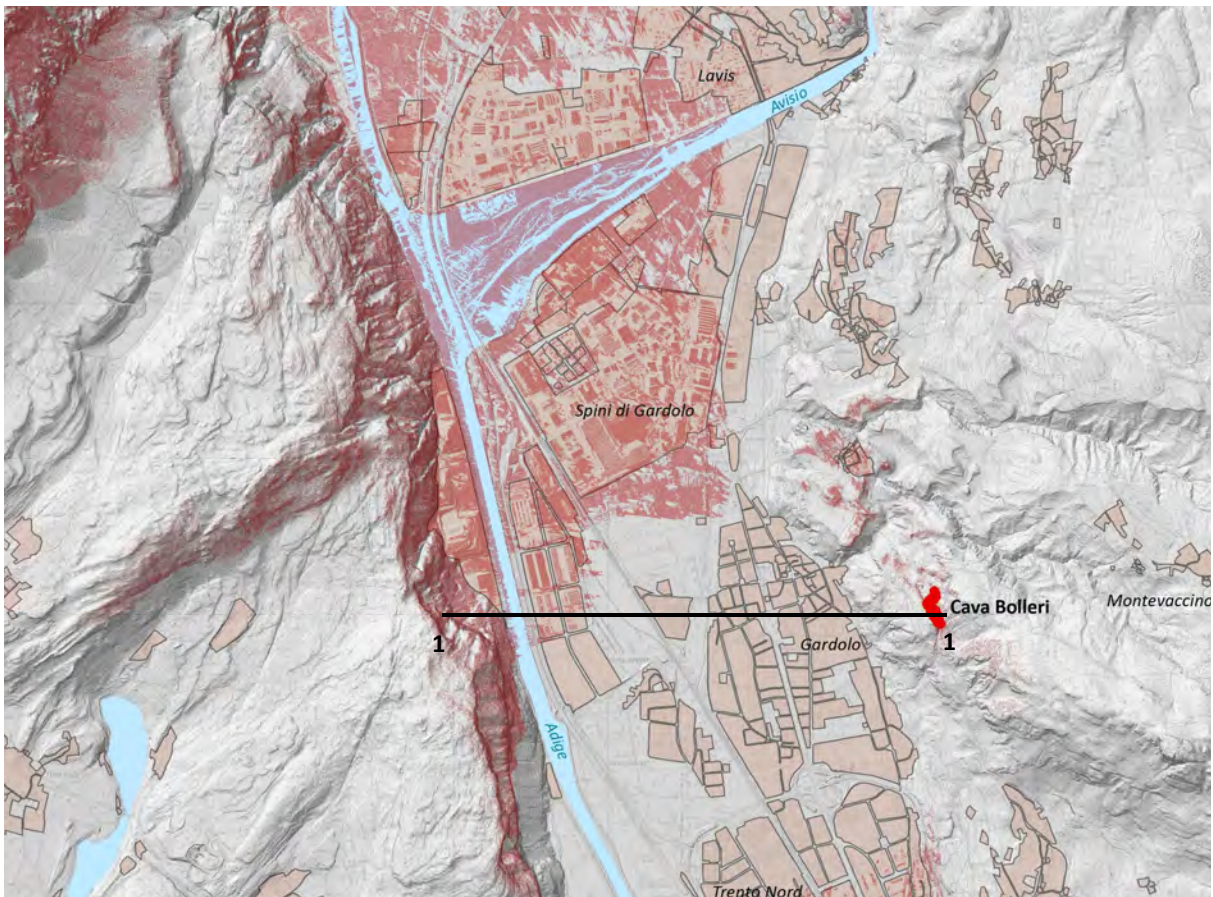 Lavis
Avisio
Spini di Gardolo
Cava Bolleri
Montevaccino
1
1
Gardolo
Adige
Trento Nord